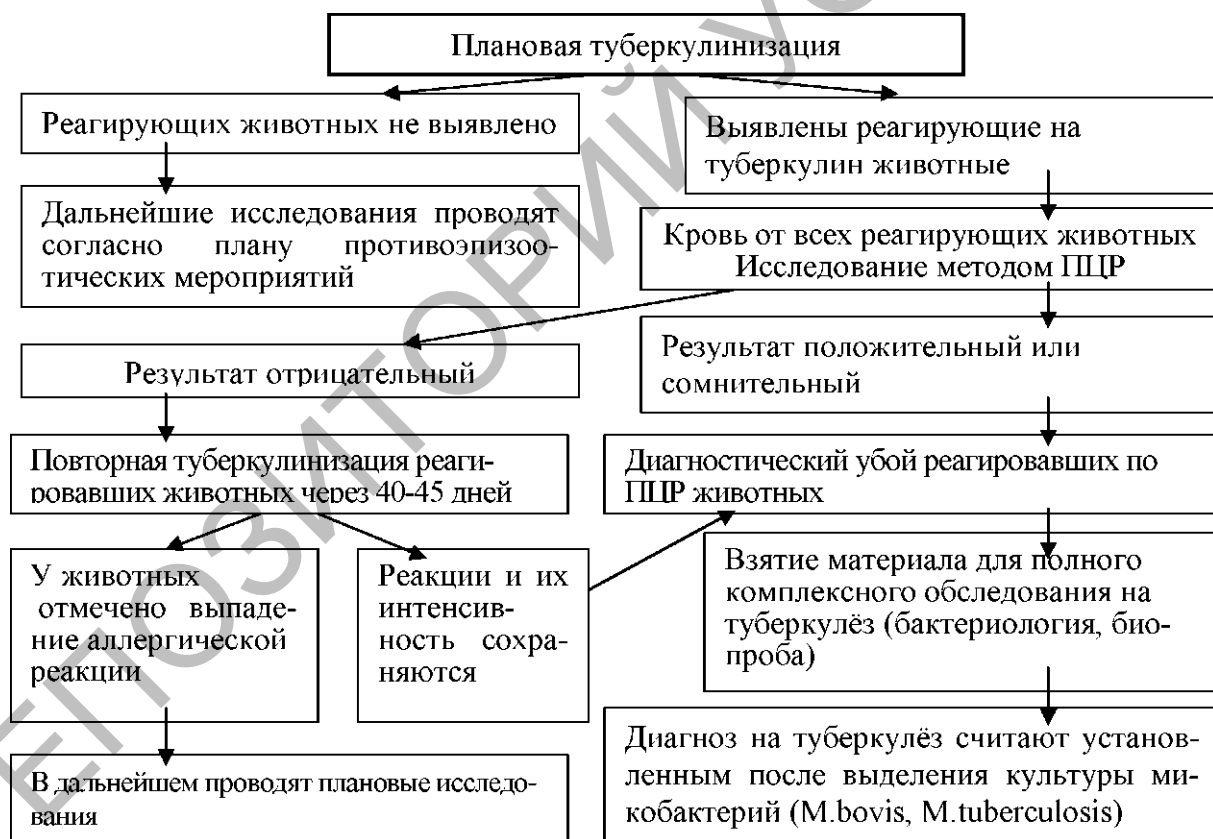 Плановая туберкулинизация
Реагирующих животных не выявлено
Выявлены реагирующие на
туберкулин животные
Дальнейшие исследования проводят
согласно плану противоэпизоо-
тических мероприятий
Кровь от всех реагирующих животных
Исследование методом ПЦР
Результат отрицательный
Результат положительный или
сомнительный
Повторная туберкулинизация реаги-
ровавших животных через 40-45 дней
Диагностический убой реагировавших по
ПЦР животных
У животных
отмечено выпаде-
ние аллергической
реакции
Реакции и их
интенсив-
ность сохра-
няются
Взятие материала для полного
комплексного обследования на
туберкулёз (бактериология, био-
проба)
В дальнейшем проводят плановые исследо-
вания
Диагноз на туберкулёз считают установ-
ленным после выделения культуры ми-
кобактерий (M.bovis, M.tuberculosis)
ЕПОЗИТОРИЙ У